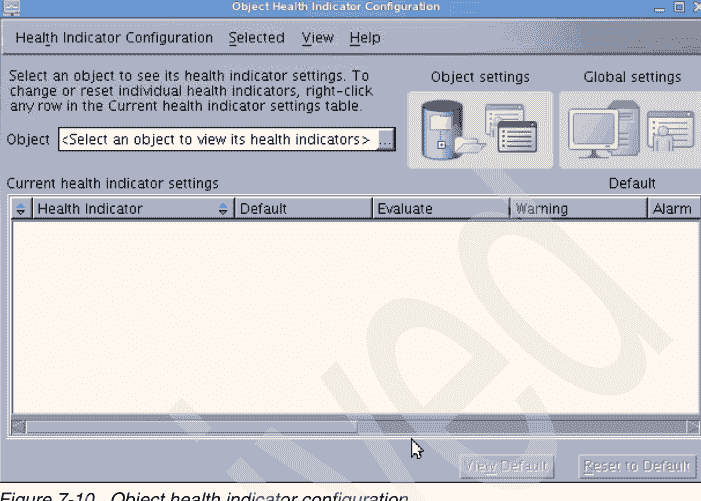 Object Health Indicator Configuration
Health Indicator Configuration Selected View Help
Select an object to see its health indicator settings. To
change or reset individual health indicators, right-click
any row in the Current health indicator settings table.
Object settings Global settings
Object <Select an object to view its health indicators> ...
Current health indicator settings
Default
Health Indicator Default Evaluate Warning Alarm
View Default Reset to Default
Figure 7-10 Object health indicator configuration